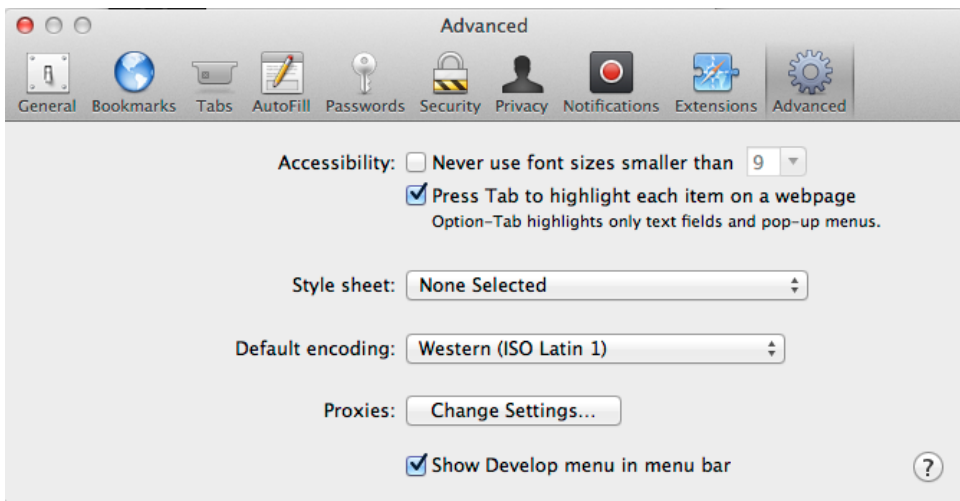 Advanced
General Bookmarks Tabs AutoFill Passwords Security Privacy Notifications Extensions Advanced
Accessibility: Never use font sizes smaller than 9
Press Tab to highlight each item on a webpage
Option-Tab highlights only text fields and pop-up menus.
Style sheet: None Selected
Default encoding: Western (ISO Latin 1)
Proxies: Change Settings...
Show Develop menu in menu bar ?